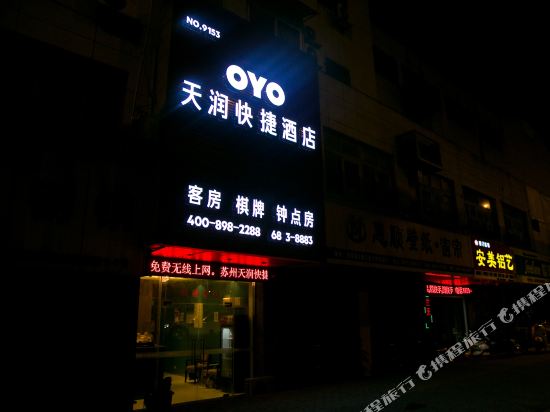 NO.9153
OYO
天润快捷酒店
客房 棋牌 钟点房
400-898-2288 68 3-8883
免费无线上网。苏州天润快捷
安美铝艺
携程旅行
携程旅行